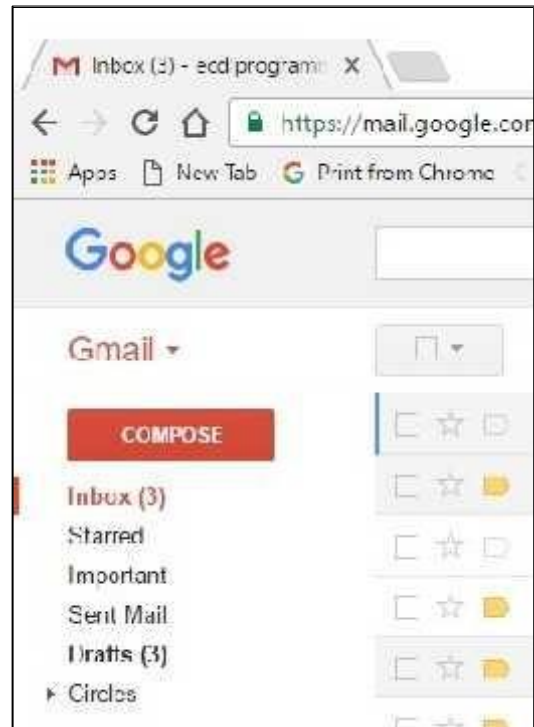 Inbox (3) - ecd program
https://mail.google.com
Apps New Tab Print from Chrome
Google
Gmail
COMPOSE
Inbox (3)
Starred
Important
Sent Mail
Drafts (3)
Circles